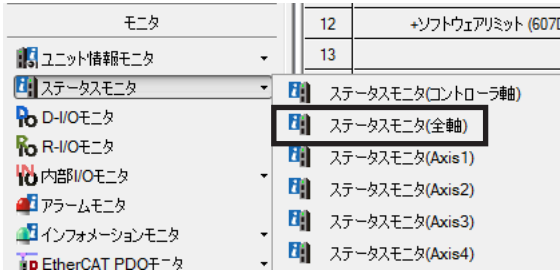 モニタ
ユニット情報モニタ
ステータスモニタ
D-I/Oモニタ
R-I/Oモニタ
内部I/Oモニタ
アラームモニタ
インフォメーションモニタ
EtherCAT PDOモニタ
12 +ソフトウェアリミット (607D
13
ステータスモニタ(コントローラ軸)
ステータスモニタ(全軸)
ステータスモニタ(Axis1)
ステータスモニタ(Axis2)
ステータスモニタ(Axis3)
ステータスモニタ(Axis4)